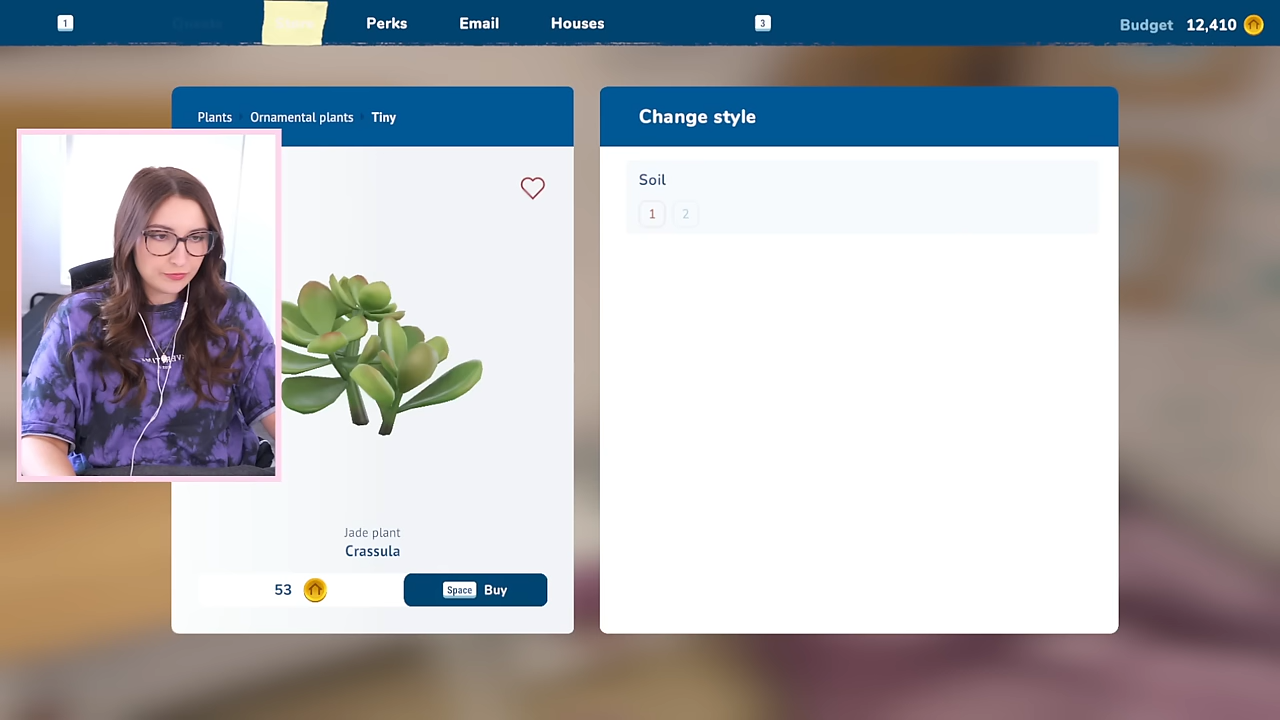 1
Perks
Email
Houses
3
Budget 12,410
Plants Ornamental plants Tiny
Change style
Soil
1 2
Jade plant
Crassula
53
Space Buy